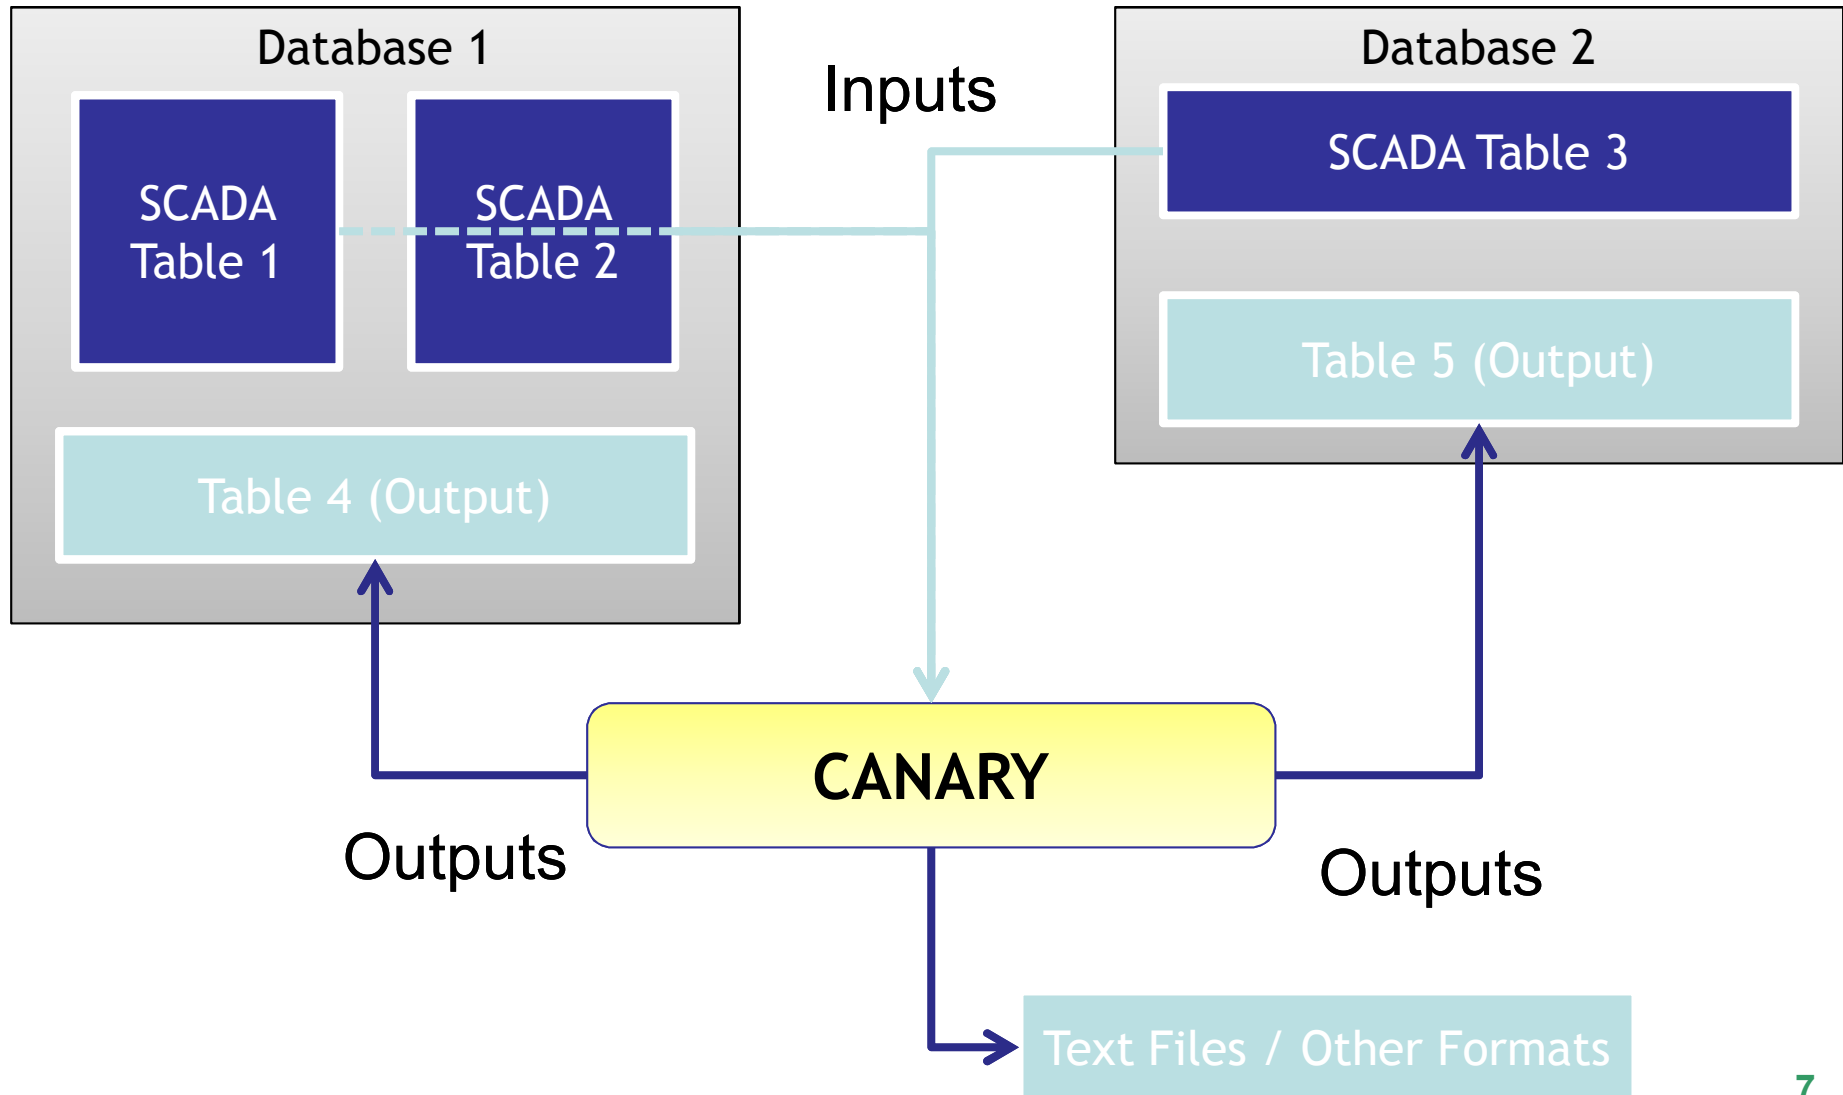 Database 1
SCADA
Table 1
SCADA
Table 2
Table 4 (Output)
Inputs
Database 2
SCADA Table 3
Table 5 (Output)
CANARY
Outputs
Outputs
Text Files / Other Formats
7